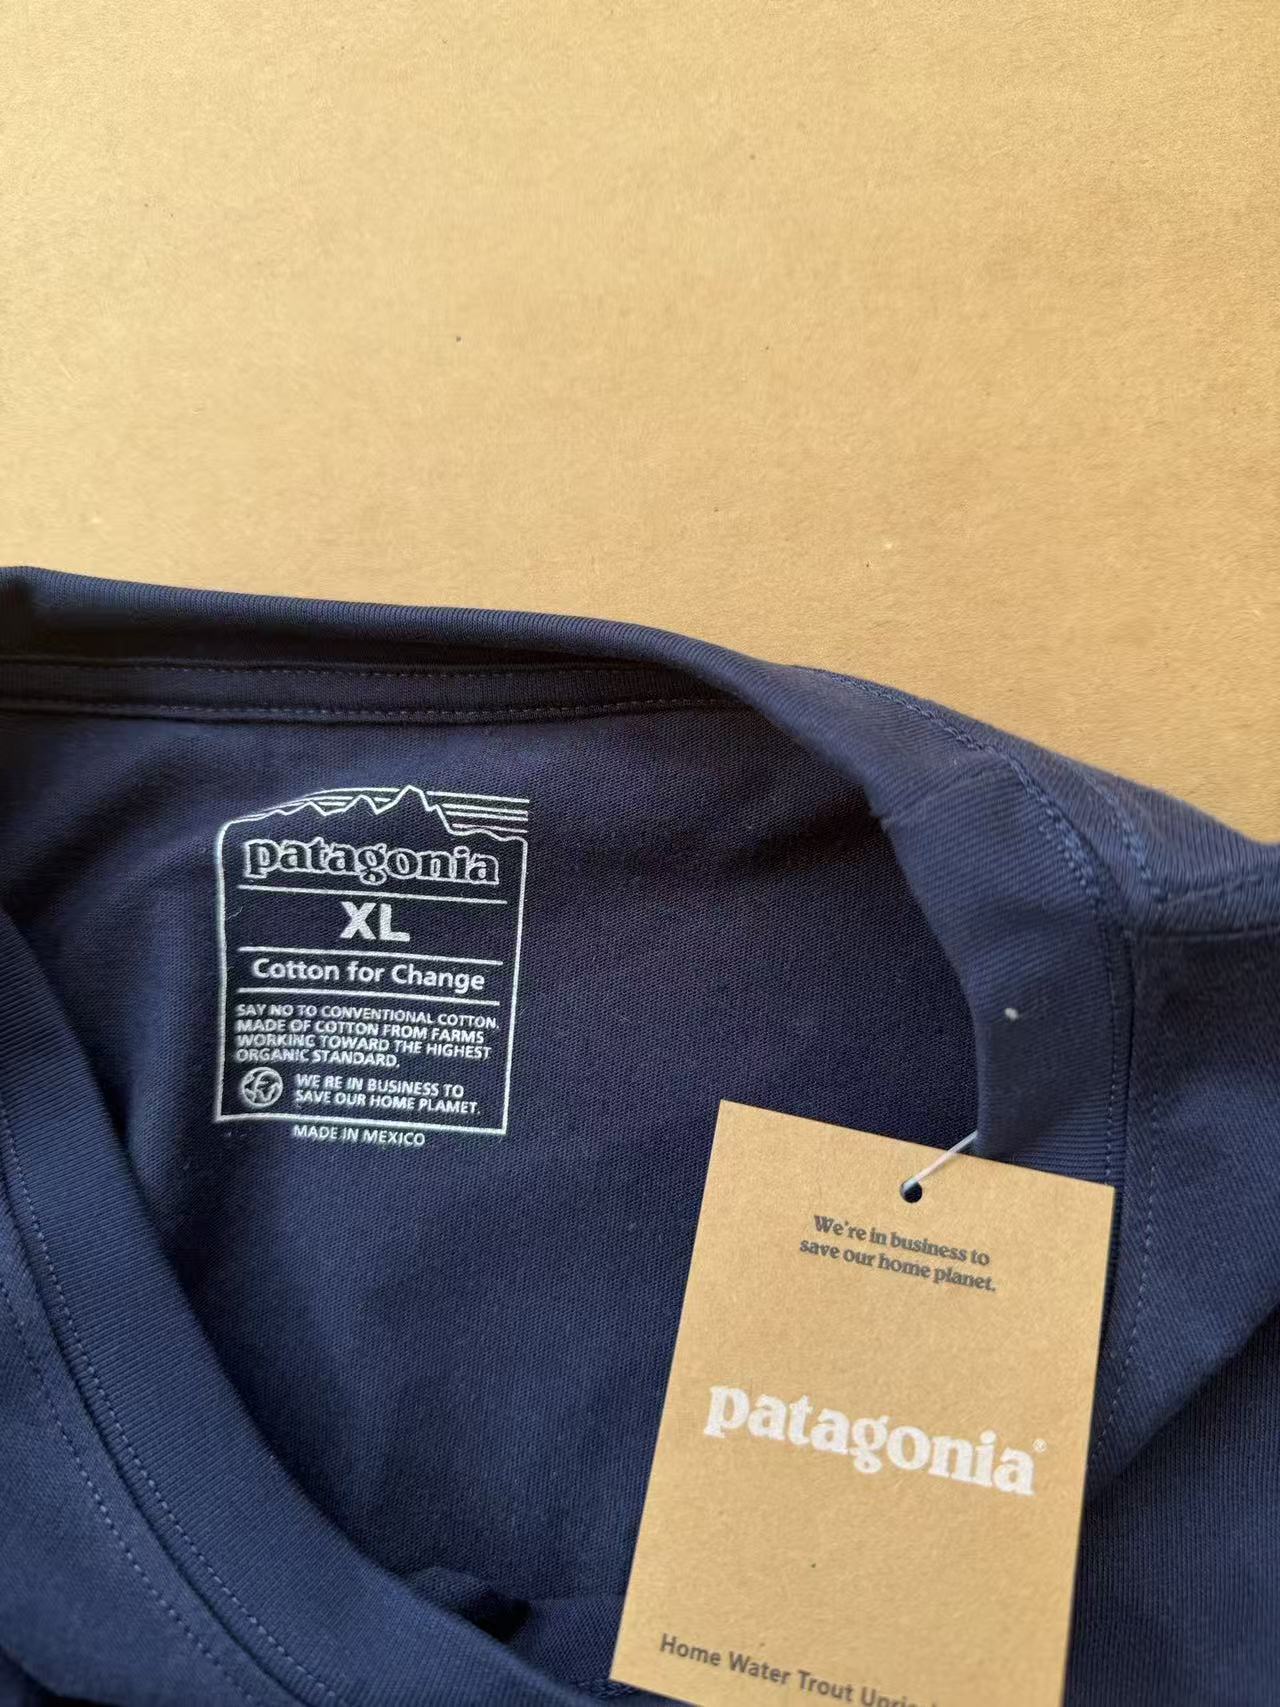 patagonia
XL
Cotton for Change
SAY NO TO CONVENTIONAL COTTON.
MADE OF COTTON FROM FARMS
WORKING TOWARD THE HIGHEST
ORGANIC STANDARD.
WE RE IN BUSINESS TO
SAVE OUR HOME PLAMET.
MADE IN MEXICO
We're in business to
save our home planet.
patagonia®
Home Water Trout